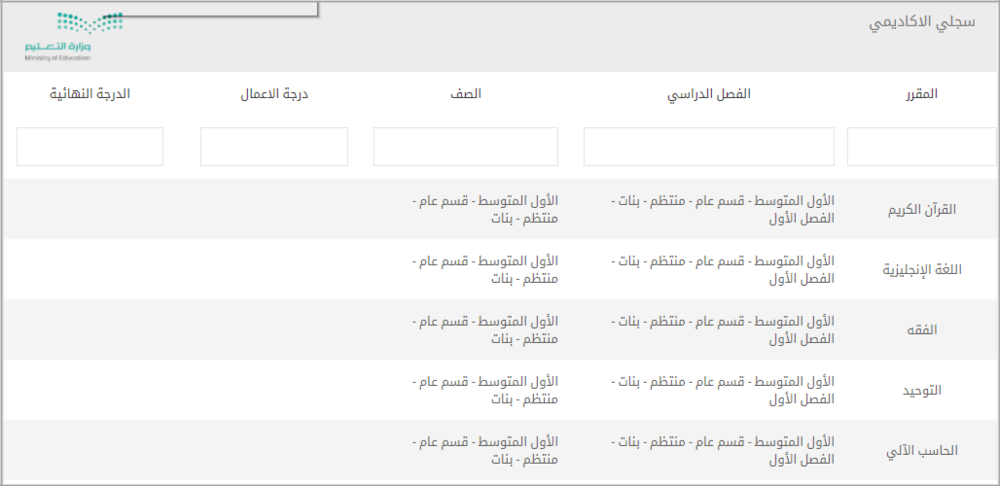 سجلي الاكاديمي
وزارة التعليم
Ministry of Education
المقرر الفصل الدراسي الصف درجة الاعمال الدرجة النهائية
القرآن الكريم
الأول المتوسط - قسم عام - منتظم - بنات -
الفصل الأول
الأول المتوسط - قسم عام -
منتظم - بنات
اللغة الإنجليزية
الأول المتوسط - قسم عام - منتظم - بنات -
الفصل الأول
الأول المتوسط - قسم عام -
منتظم - بنات
الفقه
الأول المتوسط - قسم عام - منتظم - بنات -
الفصل الأول
الأول المتوسط - قسم عام -
منتظم - بنات
التوحيد
الأول المتوسط - قسم عام - منتظم - بنات -
الفصل الأول
الأول المتوسط - قسم عام -
منتظم - بنات
الحاسب الآلي
الأول المتوسط - قسم عام - منتظم - بنات -
الفصل الأول
الأول المتوسط - قسم عام -
منتظم - بنات